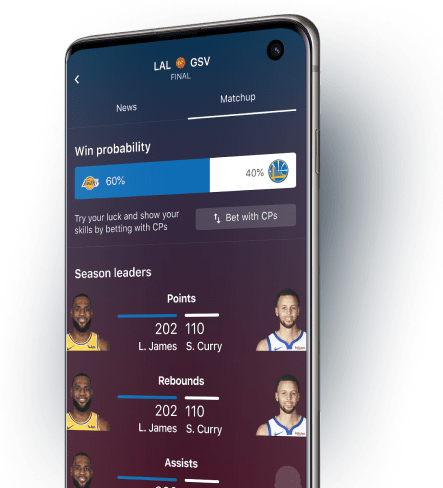 LAL GSV
FINAL
News Matchup
Win probability
60% 40%
Try your luck and show your
skills by betting with CPs
Bet with CPs
Season leaders
Points
202 110
L. James S. Curry
Rebounds
202 110
L. James S. Curry
Assists